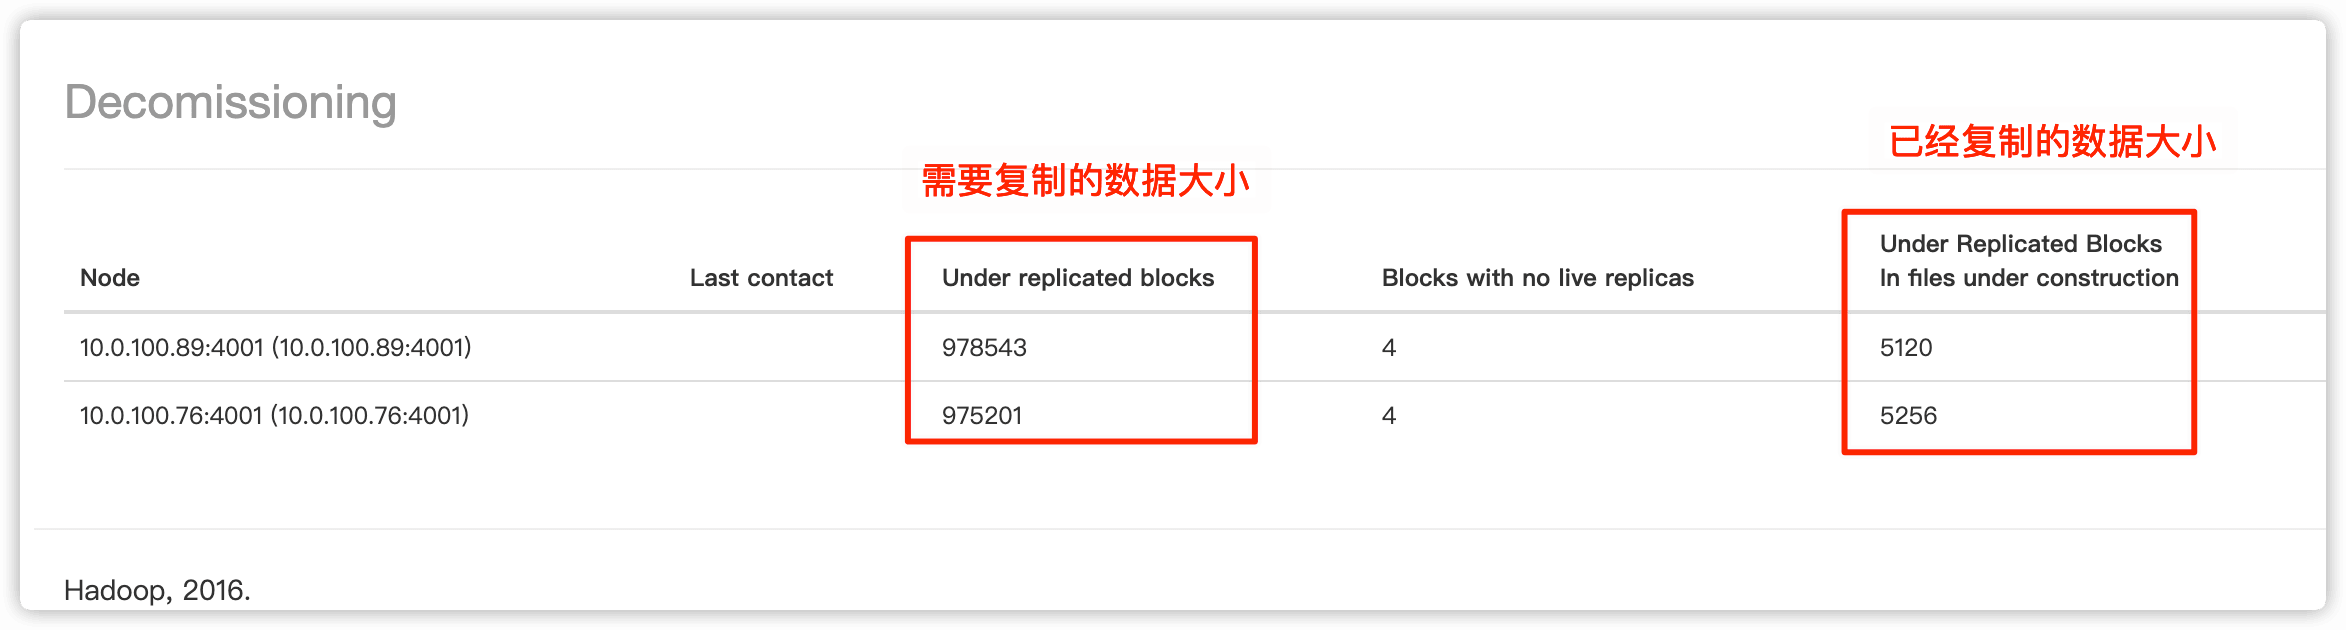 Decomissioning
已经复制的数据大小
需要复制的数据大小
Node Last contact Under replicated blocks Blocks with no live replicas Under Replicated Blocks
In files under construction
10.0.100.89:4001 (10.0.100.89:4001) 978543 4 5120
10.0.100.76:4001 (10.0.100.76:4001) 975201 4 5256
Hadoop, 2016.